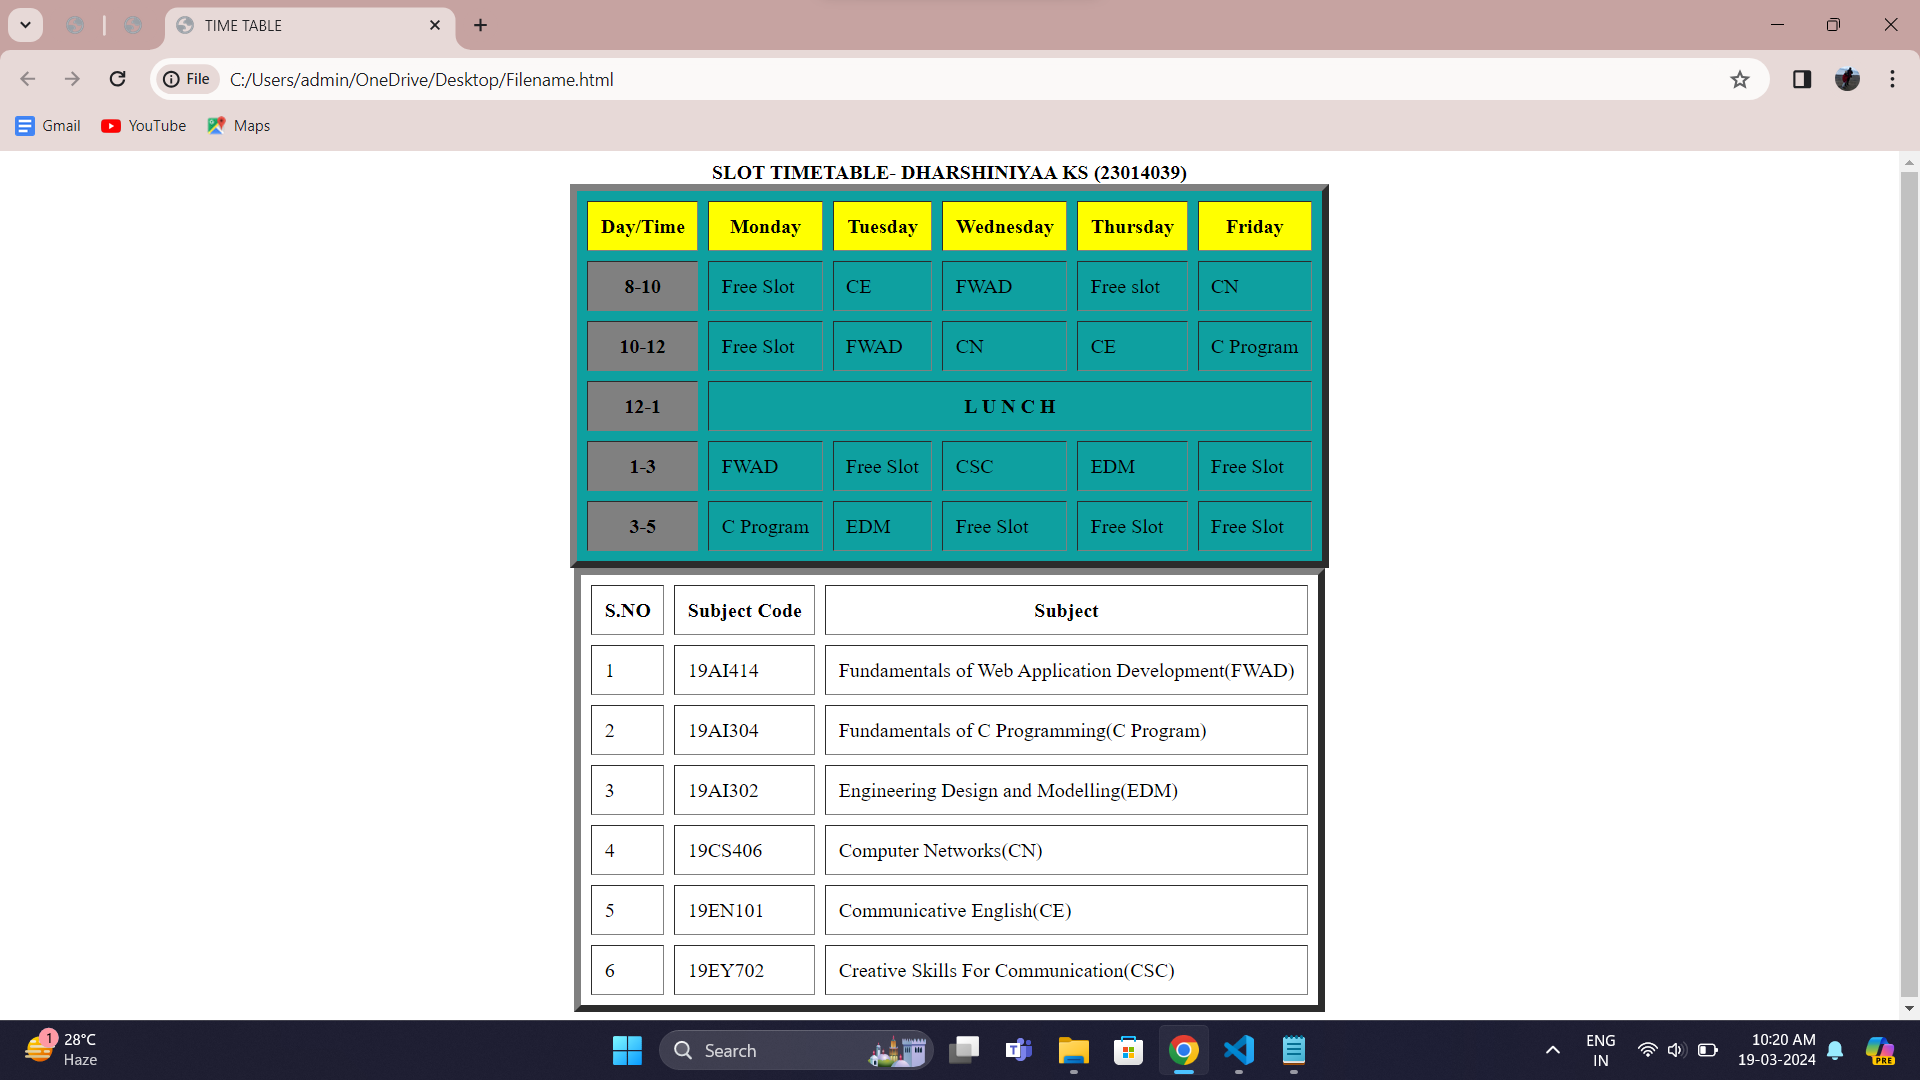 TIME TABLE
File C:/Users/admin/OneDrive/Desktop/Filename.html
Gmail YouTube Maps
SLOT TIMETABLE- DHARSHINIYAA KS (23014039)
Day/Time Monday Tuesday Wednesday Thursday Friday
8-10 Free Slot CE FWAD Free slot CN
10-12 Free Slot FWAD CN CE C Program
12-1 L U N C H
1-3 FWAD Free Slot CSC EDM Free Slot
3-5 C Program EDM Free Slot Free Slot Free Slot
S.NO Subject Code Subject
1 19AI414 Fundamentals of Web Application Development(FWAD)
2 19AI304 Fundamentals of C Programming(C Program)
3 19AI302 Engineering Design and Modelling(EDM)
4 19CS406 Computer Networks(CN)
5 19EN101 Communicative English(CE)
6 19EY702 Creative Skills For Communication(CSC)
1 28°C Search ENG 10:20 AM
Haze IN 19-03-2024 PRE